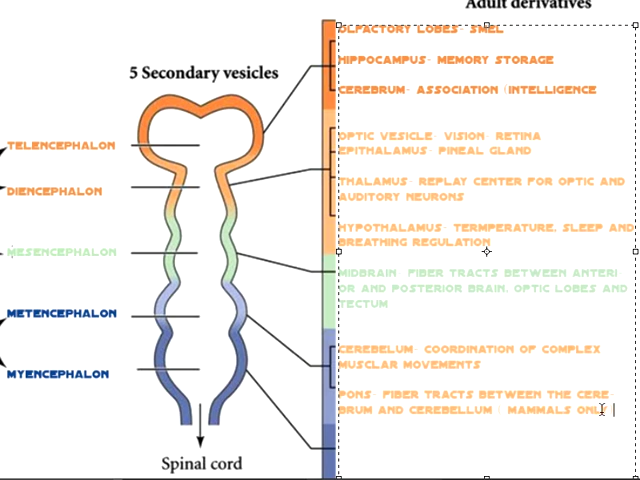 Adult derivatives
5 Secondary vesicles
TELENCEPHALON
DIENCEPHALON
MESENCEPHALON
METENCEPHALON
MYENCEPHALON
Spinal cord
OLFACTORY LOBES- SMEL
HIPPOCAMPUS- MEMORY STORAGE
CEREBRUM- ASSOCIATION (INTELLIGENCE
OPTIC VESICLE- VISION- RETINA
EPITHALAMUS- PINEAL GLAND
THALAMUS- REPLAY CENTER FOR OPTIC AND
AUDITORY NEURONS
HYPOTHALAMUS- TERMPERATURE, SLEEP AND
BREATHING REGULATION
MIDBRAIN- FIBER TRACTS BETWEEN ANTERI
OR AND POSTERIOR BRAIN, OPTIC LOBES AND
TECTUM
CEREBELUM- COORDINATION OF COMPLEX
MUSCLAR MOVEMENTS
PONS- FIBER TRACTS BETWEEN THE CERE-
BRUM AND CEREBELLUM ( MAMMALS ONLY